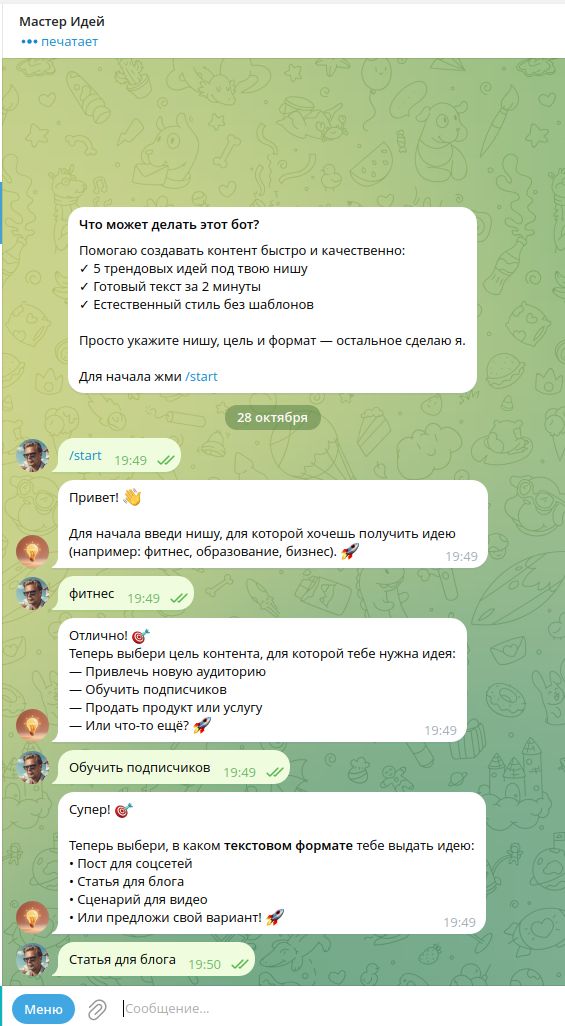 Мастер Идей
••• печатает
Что может делать этот бот?
Помогаю создавать контент быстро и качественно:
✓ 5 трендовых идей под твою нишу
✓ Готовый текст за 2 минуты
✓ Естественный стиль без шаблонов
Просто укажите нишу, цель и формат — остальное сделаю я.
Для начала жми /start
28 октября
/start 19:49
Привет! 👋
Для начала введи нишу, для которой хочешь получить идею
(например: фитнес, образование, бизнес). 🚀 19:49
фитнес 19:49
Отлично! 🎯
Теперь выбери цель контента, для которой тебе нужна идея:
— Привлечь новую аудиторию
— Обучить подписчиков
— Продать продукт или услугу
— Или что-то ещё? 🚀 19:49
Обучить подписчиков 19:49
Супер! 🎯
Теперь выбери, в каком текстовом формате тебе выдать идею:
• Пост для соцсетей
• Статья для блога
• Сценарий для видео
• Или предложи свой вариант! 🚀 19:49
Статья для блога 19:50
Меню Сообщение...